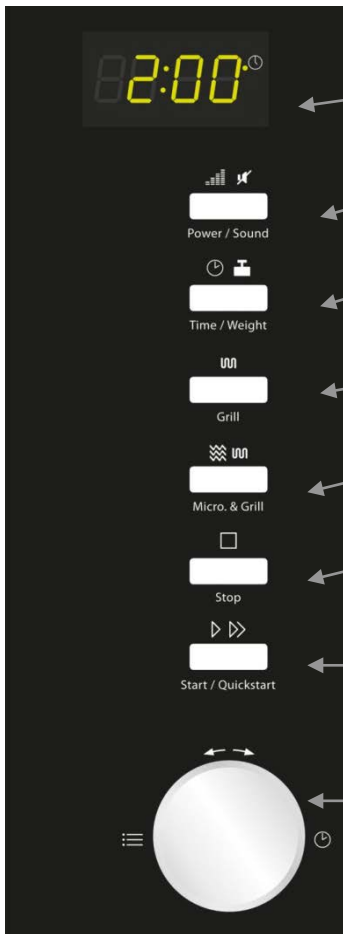 2:00
Power / Sound
Time / Weight
Grill
Micro. & Grill
Stop
Start / Quickstart